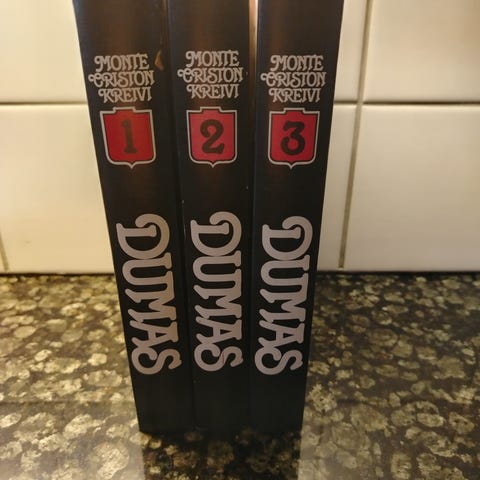 MONTE
CRISTON
KREIVI
1
DUMAS
MONTE
CRISTON
KREIVI
2
DUMAS
MONTE
CRISTON
KREIVI
3
DUMAS